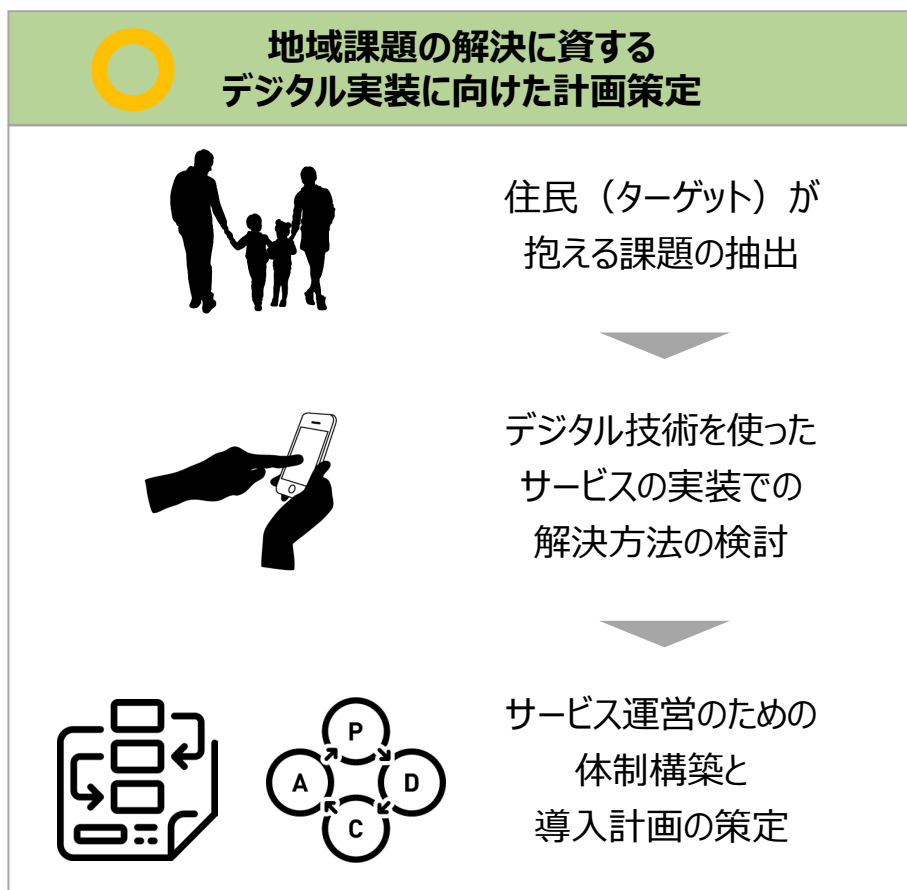 地域課題の解決に資する
デジタル実装に向けた計画策定
住民（ターゲット）が
抱える課題の抽出
デジタル技術を使った
サービスの実装での
解決方法の検討
サービス運営のための
体制構築と
導入計画の策定
P
A
D
C